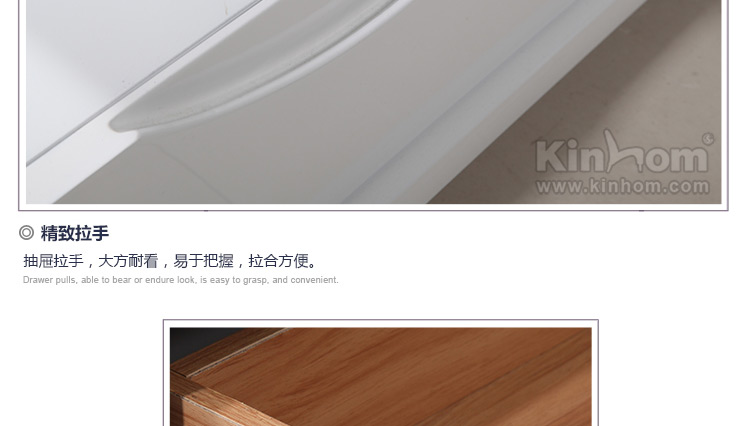 Kinhom
www.kinhom.com
精致拉手
抽屉拉手，大方耐看，易于把握，拉合方便。
Drawer pulls, able to bear or endure look, is easy to grasp, and convenient.